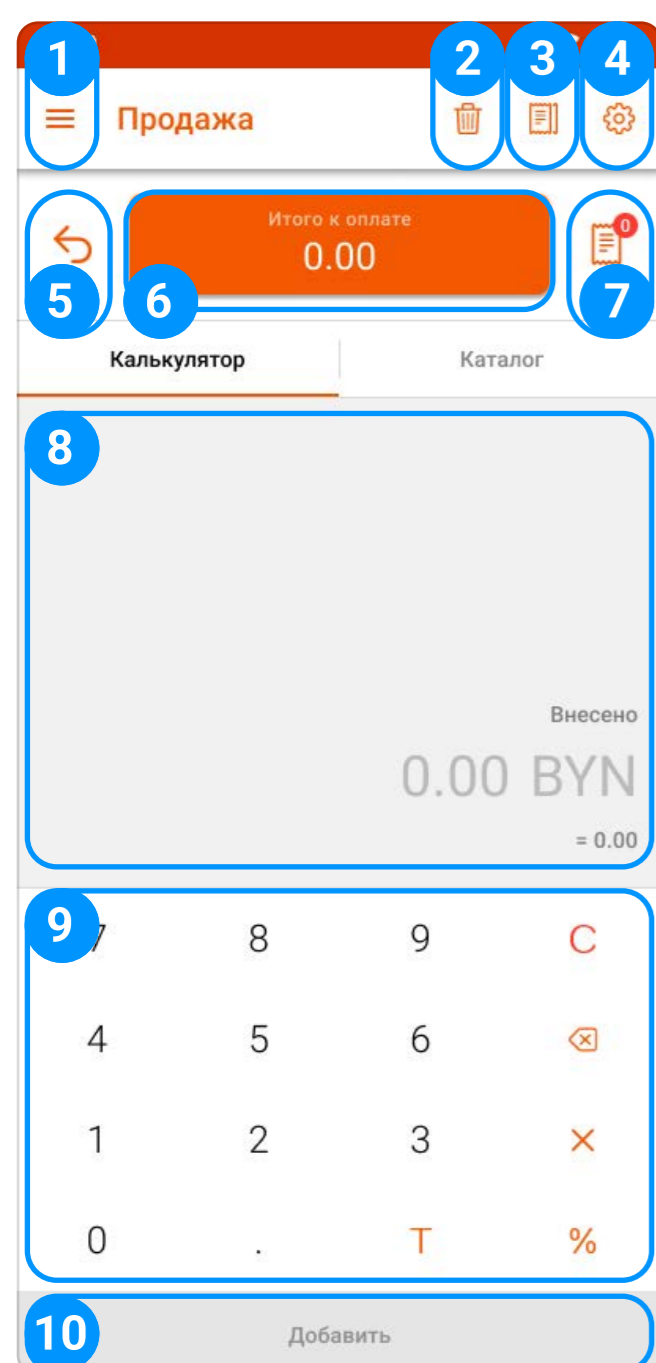 1 2 3 4
Продажа
Итого к оплате
0.00
0
5 6 7
Калькулятор Каталог
8
Внесено
0.00 BYN
= 0.00
9
7 8 9 C
4 5 6
1 2 3 ×
0 . T %
10 Добавить